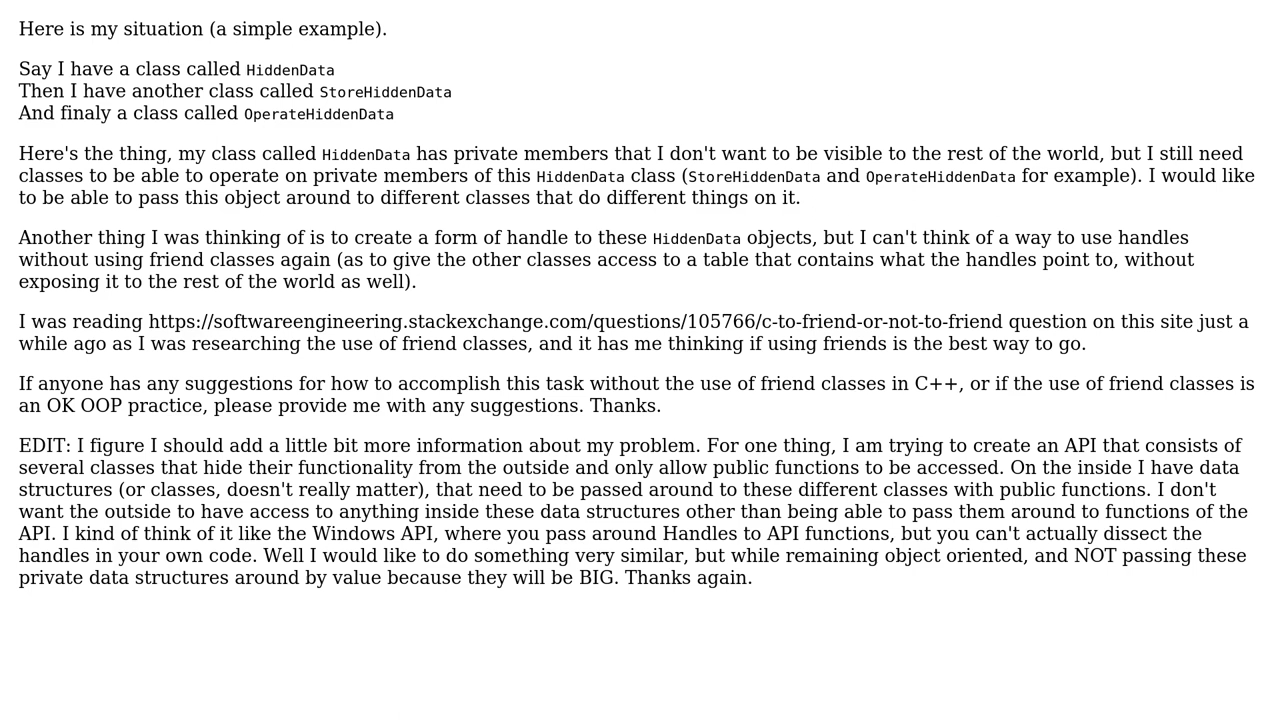 Here is my situation (a simple example).
Say I have a class called HiddenData
Then I have another class called StoreHiddenData
And finaly a class called OperateHiddenData
Here's the thing, my class called HiddenData has private members that I don't want to be visible to the rest of the world, but I still need
classes to be able to operate on private members of this HiddenData class (StoreHiddenData and OperateHiddenData for example). I would like
to be able to pass this object around to different classes that do different things on it.
Another thing I was thinking of is to create a form of handle to these HiddenData objects, but I can't think of a way to use handles
without using friend classes again (as to give the other classes access to a table that contains what the handles point to, without
exposing it to the rest of the world as well).
I was reading https://softwareengineering.stackexchange.com/questions/105766/c-to-friend-or-not-to-friend question on this site just a
while ago as I was researching the use of friend classes, and it has me thinking if using friends is the best way to go.
If anyone has any suggestions for how to accomplish this task without the use of friend classes in C++, or if the use of friend classes is
an OK OOP practice, please provide me with any suggestions. Thanks.
EDIT: I figure I should add a little bit more information about my problem. For one thing, I am trying to create an API that consists of
several classes that hide their functionality from the outside and only allow public functions to be accessed. On the inside I have data
structures (or classes, doesn't really matter), that need to be passed around to these different classes with public functions. I don't
want the outside to have access to anything inside these data structures other than being able to pass them around to functions of the
API. I kind of think of it like the Windows API, where you pass around Handles to API functions, but you can't actually dissect the
handles in your own code. Well I would like to do something very similar, but while remaining object oriented, and NOT passing these
private data structures around by value because they will be BIG. Thanks again.